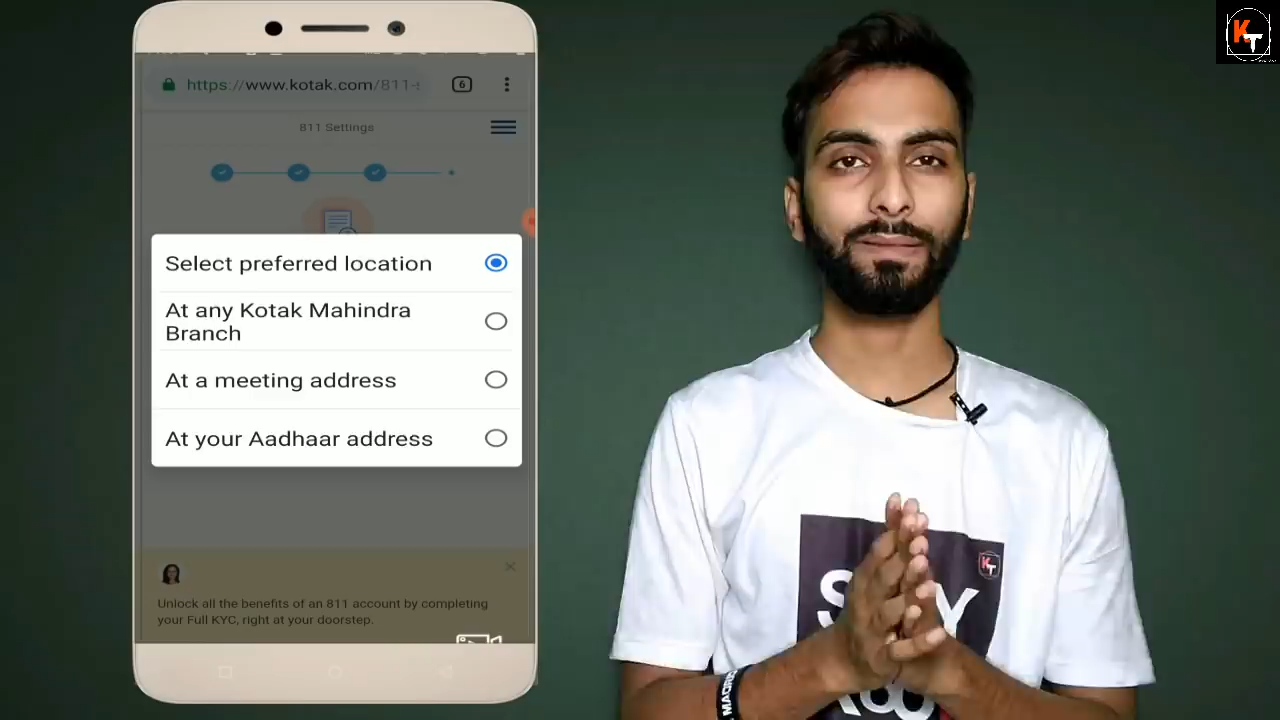 https://www.kotak.com/811-s
6
811 Settings
Select preferred location
At any Kotak Mahindra
Branch
At a meeting address
At your Aadhaar address
Unlock all the benefits of an 811 account by completing
your Full KYC, right at your doorstep.
KT
KT